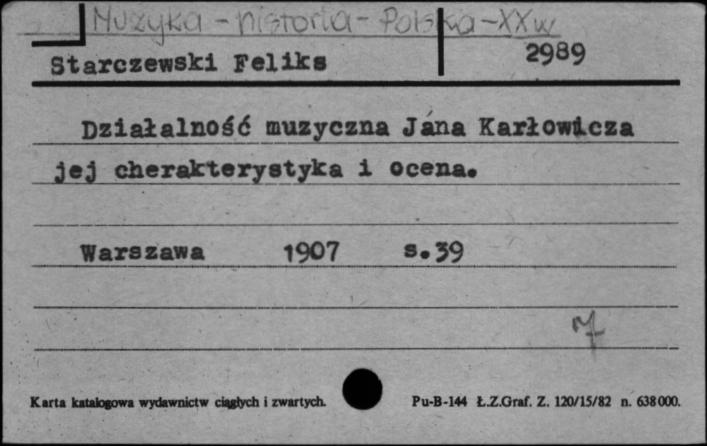 Muzyka - historia - Polska - XX w
Starczewski Feliks 2989
Działalność muzyczna Jana Karłowicza
jej cherakterystyka i ocena.
Warszawa 1907 s.39
Karta katalogowa wydawnictw ciągłych i zwartych. Pu-B-144 Ł.Z.Graf. Z. 120/15/82 n. 638000.